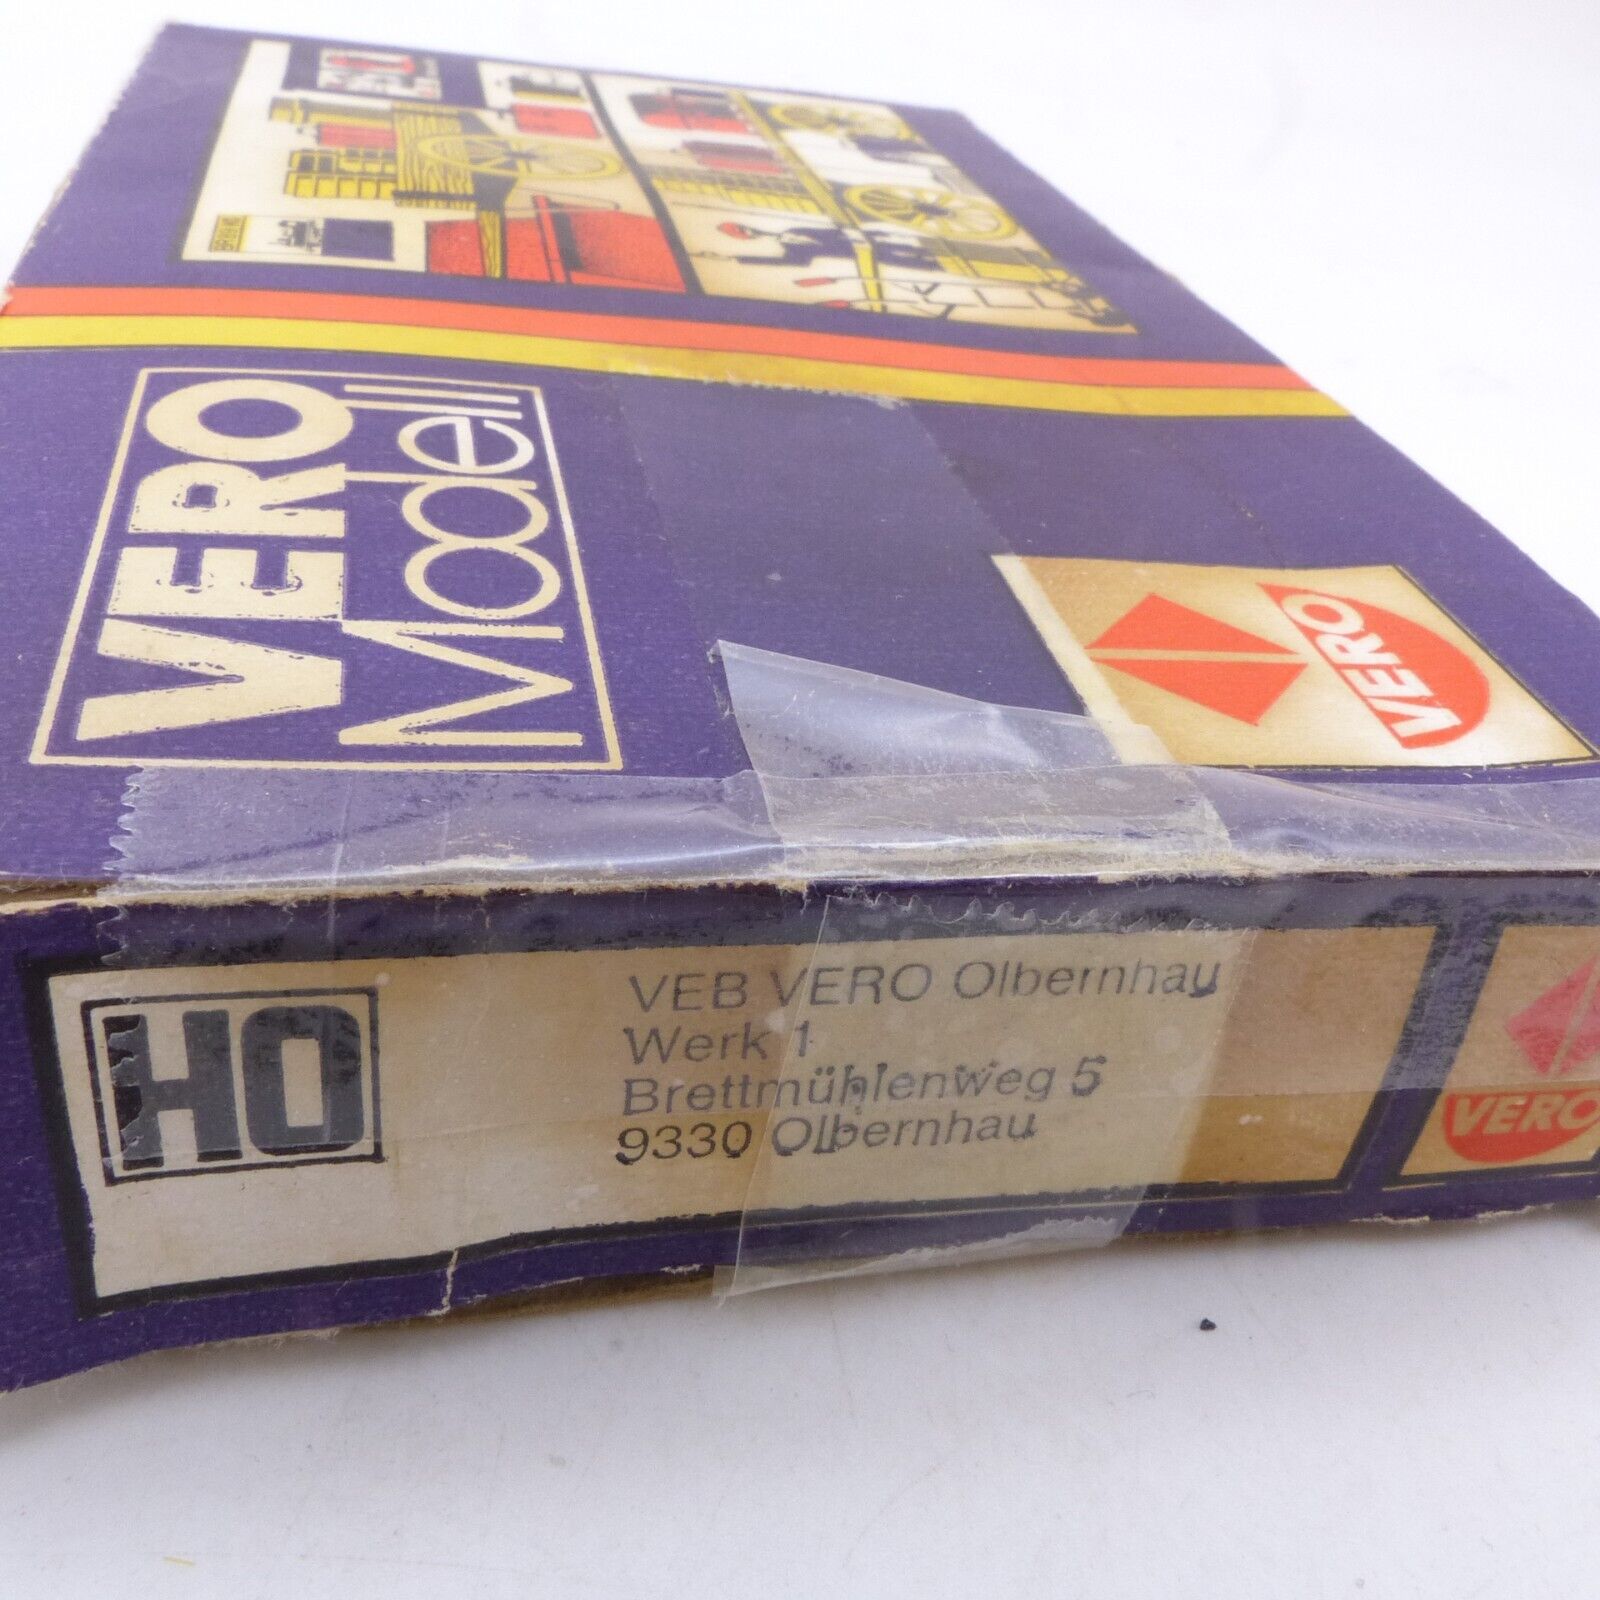 VERO
Modell
VERO
HO
VEB VERO Olbernhau
Werk 1
Brettmühlenweg 5
9330 Olbernhau
VERO